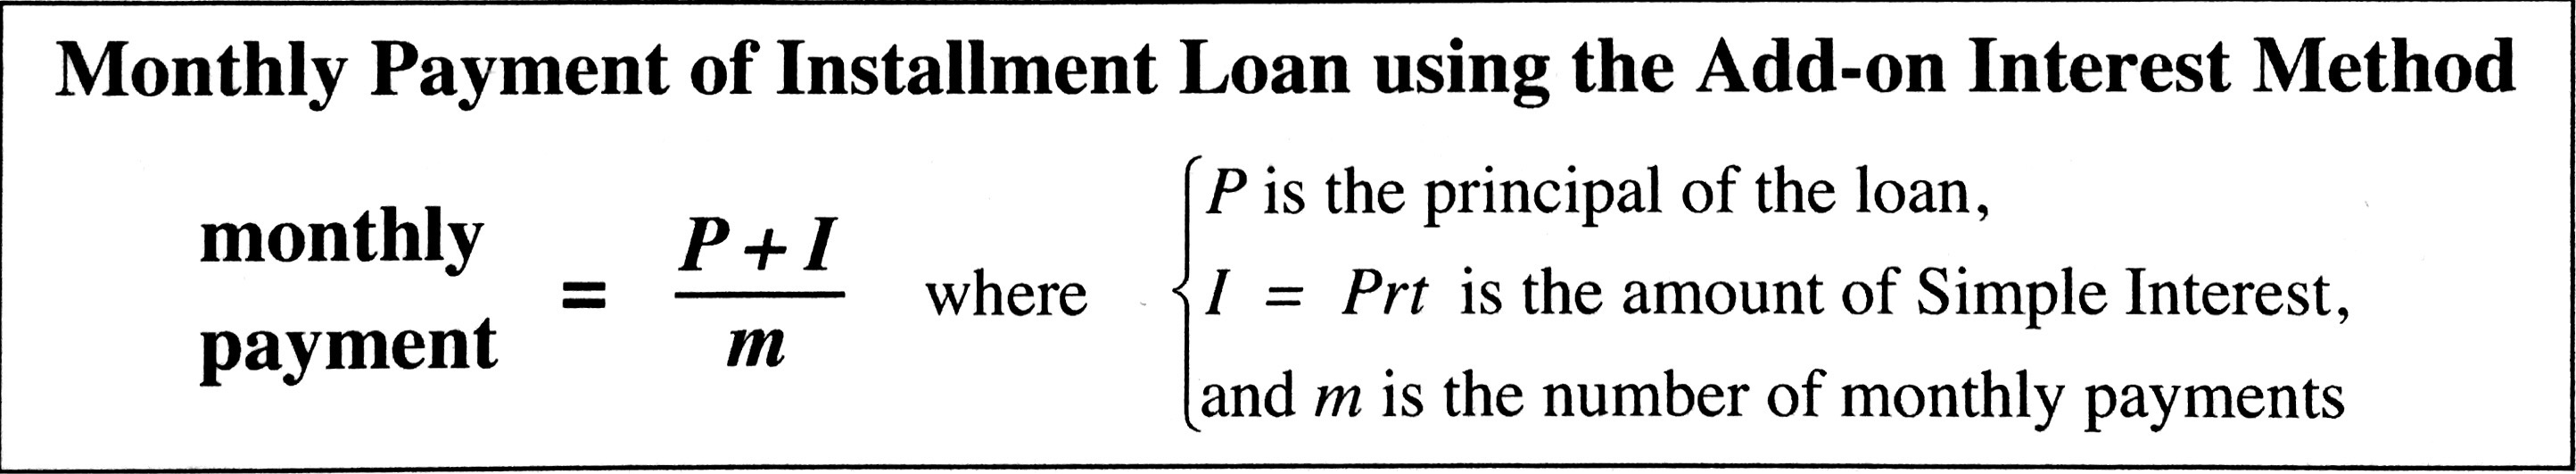 Monthly Payment of Installment Loan using the Add-on Interest Method
monthly payment = P + I / m where
P is the principal of the loan,
I = Prt is the amount of Simple Interest,
and m is the number of monthly payments